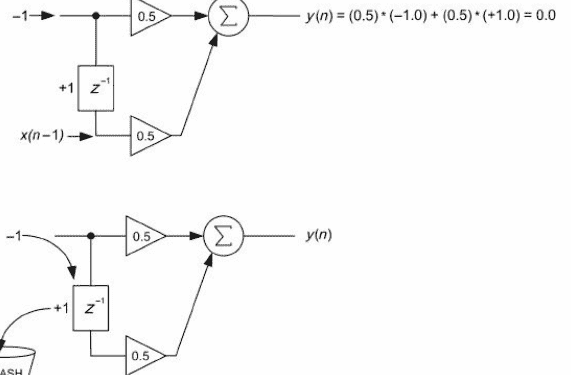 −1 0.5 Σ y(n) = (0.5)*(−1.0) + (0.5)*(+1.0) = 0.0
+1 z⁻¹
x(n−1) 0.5
−1 0.5 Σ y(n)
+1 z⁻¹
0.5
ASH